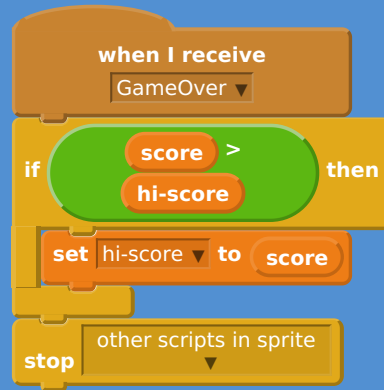 when I receive
GameOver ▼
score >
if then
hi-score
set hi-score ▼ to score
other scripts in sprite
stop ▼